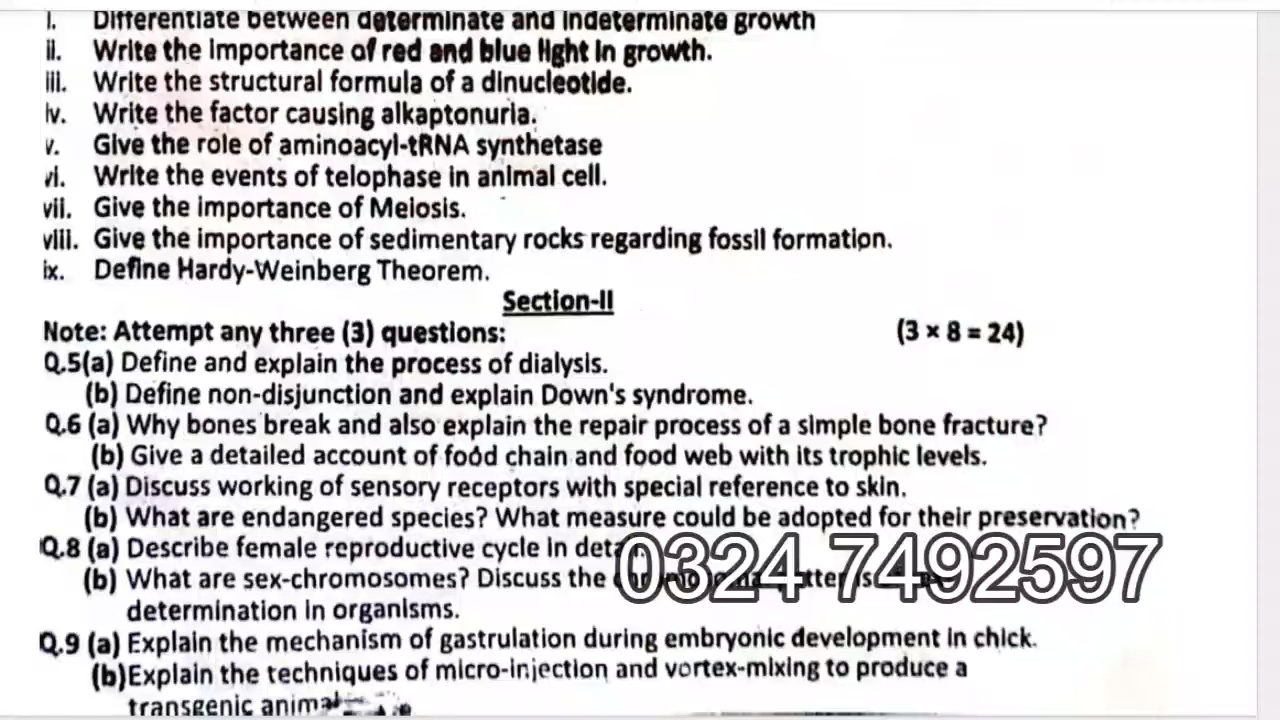 i. Differentiate between determinate and indeterminate growth
ii. Write the importance of red and blue light in growth.
iii. Write the structural formula of a dinucleotide.
iv. Write the factor causing alkaptonuria.
v. Give the role of aminoacyl-tRNA synthetase
vi. Write the events of telophase in animal cell.
vii. Give the importance of Meiosis.
viii. Give the importance of sedimentary rocks regarding fossil formation.
ix. Define Hardy-Weinberg Theorem.
Section-II
Note: Attempt any three (3) questions: (3 × 8 = 24)
Q.5(a) Define and explain the process of dialysis.
(b) Define non-disjunction and explain Down's syndrome.
Q.6 (a) Why bones break and also explain the repair process of a simple bone fracture?
(b) Give a detailed account of food chain and food web with its trophic levels.
Q.7 (a) Discuss working of sensory receptors with special reference to skin.
(b) What are endangered species? What measure could be adopted for their preservation?
Q.8 (a) Describe female reproductive cycle in
0324 7492597
(b) What are sex-chromosomes? Discuss the
determination in organisms.
Q.9 (a) Explain the mechanism of gastrulation during embryonic development in chick.
(b)Explain the techniques of micro-injection and vortex-mixing to produce a
transgenic animal